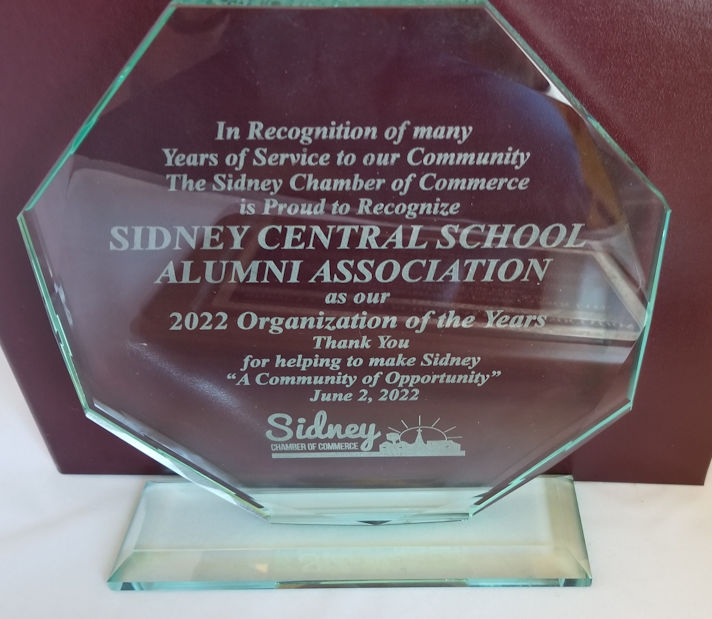 In Recognition of many
Years of Service to our Community
The Sidney Chamber of Commerce
is Proud to Recognize
SIDNEY CENTRAL SCHOOL
ALUMNI ASSOCIATION
as our
2022 Organization of the Years
Thank You
for helping to make Sidney
“A Community of Opportunity”
June 2, 2022
Sidney
CHAMBER OF COMMERCE